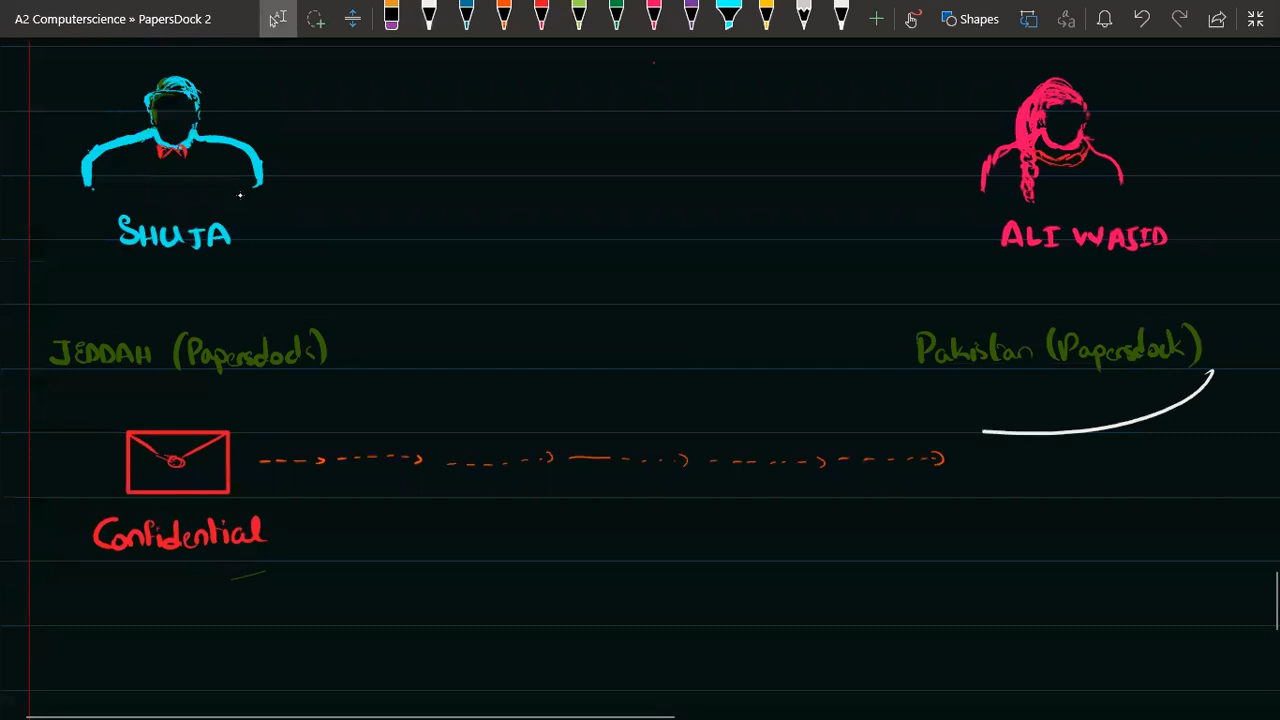 A2 Computerscience » PapersDock 2
Shapes
SHUJA
ALI WAJID
JEDDAH (Papersdock)
Pakistan (Papersdock)
Confidential